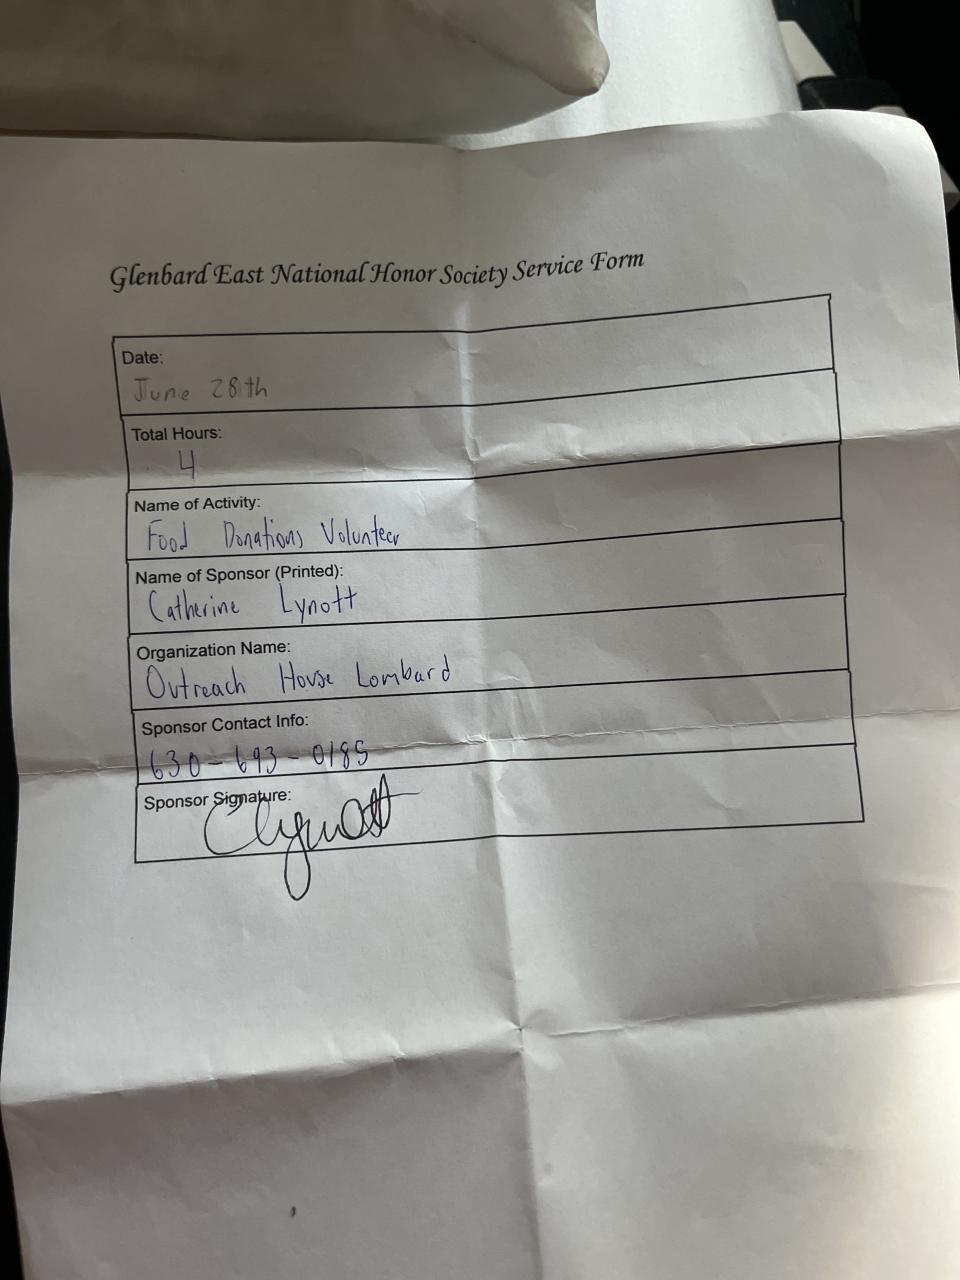 Glenbard East National Honor Society Service Form
Date:
June 28th
Total Hours:
4
Name of Activity:
Food Donations Volunteer
Name of Sponsor (Printed):
Catherine Lynott
Organization Name:
Outreach House Lombard
Sponsor Contact Info:
630-693-0185
Sponsor Signature:
CLynott